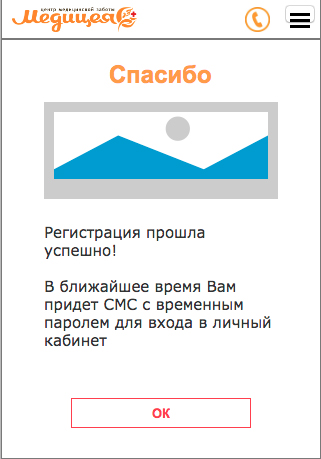 центр медицинской заботы
Медицея
Спасибо
Регистрация прошла
успешно!
В ближайшее время Вам
придет СМС с временным
паролем для входа в личный
кабинет
ОК